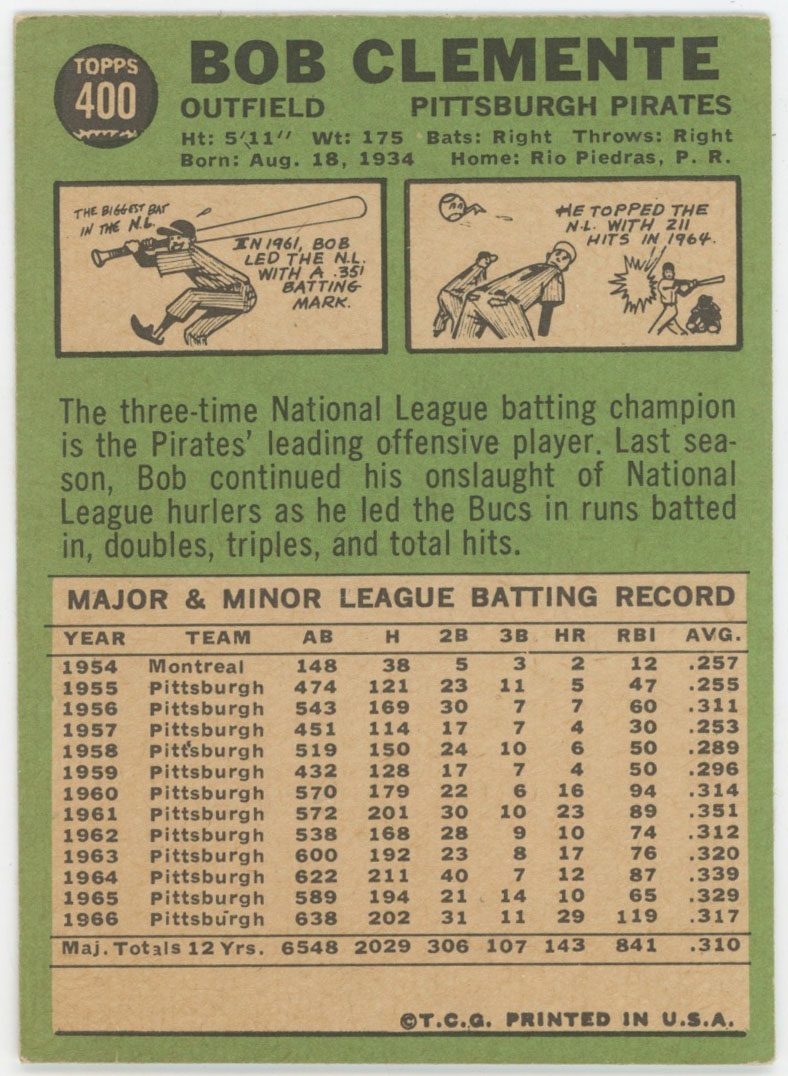 TOPPS
400
BOB CLEMENTE
OUTFIELD PITTSBURGH PIRATES
Ht: 5'11" Wt: 175 Bats: Right Throws: Right
Born: Aug. 18, 1934 Home: Rio Piedras, P. R.
THE BIGGEST BAT
IN THE N.L.
IN 1961, BOB
LED THE N.L.
WITH A .351
BATTING
MARK.
HE TOPPED THE
N.L. WITH 211
HITS IN 1964.
The three-time National League batting champion
is the Pirates' leading offensive player. Last sea-
son, Bob continued his onslaught of National
League hurlers as he led the Bucs in runs batted
in, doubles, triples, and total hits.
MAJOR & MINOR LEAGUE BATTING RECORD
YEAR TEAM AB H 2B 3B HR RBI AVG.
1954 Montreal 148 38 5 3 2 12 .257
1955 Pittsburgh 474 121 23 11 5 47 .255
1956 Pittsburgh 543 169 30 7 7 60 .311
1957 Pittsburgh 451 114 17 7 4 30 .253
1958 Pittsburgh 519 150 24 10 6 50 .289
1959 Pittsburgh 432 128 17 7 4 50 .296
1960 Pittsburgh 570 179 22 6 16 94 .314
1961 Pittsburgh 572 201 30 10 23 89 .351
1962 Pittsburgh 538 168 28 9 10 74 .312
1963 Pittsburgh 600 192 23 8 17 76 .320
1964 Pittsburgh 622 211 40 7 12 87 .339
1965 Pittsburgh 589 194 21 14 10 65 .329
1966 Pittsburgh 638 202 31 11 29 119 .317
Maj. Totals 12 Yrs. 6548 2029 306 107 143 841 .310
©T.C.G. PRINTED IN U.S.A.